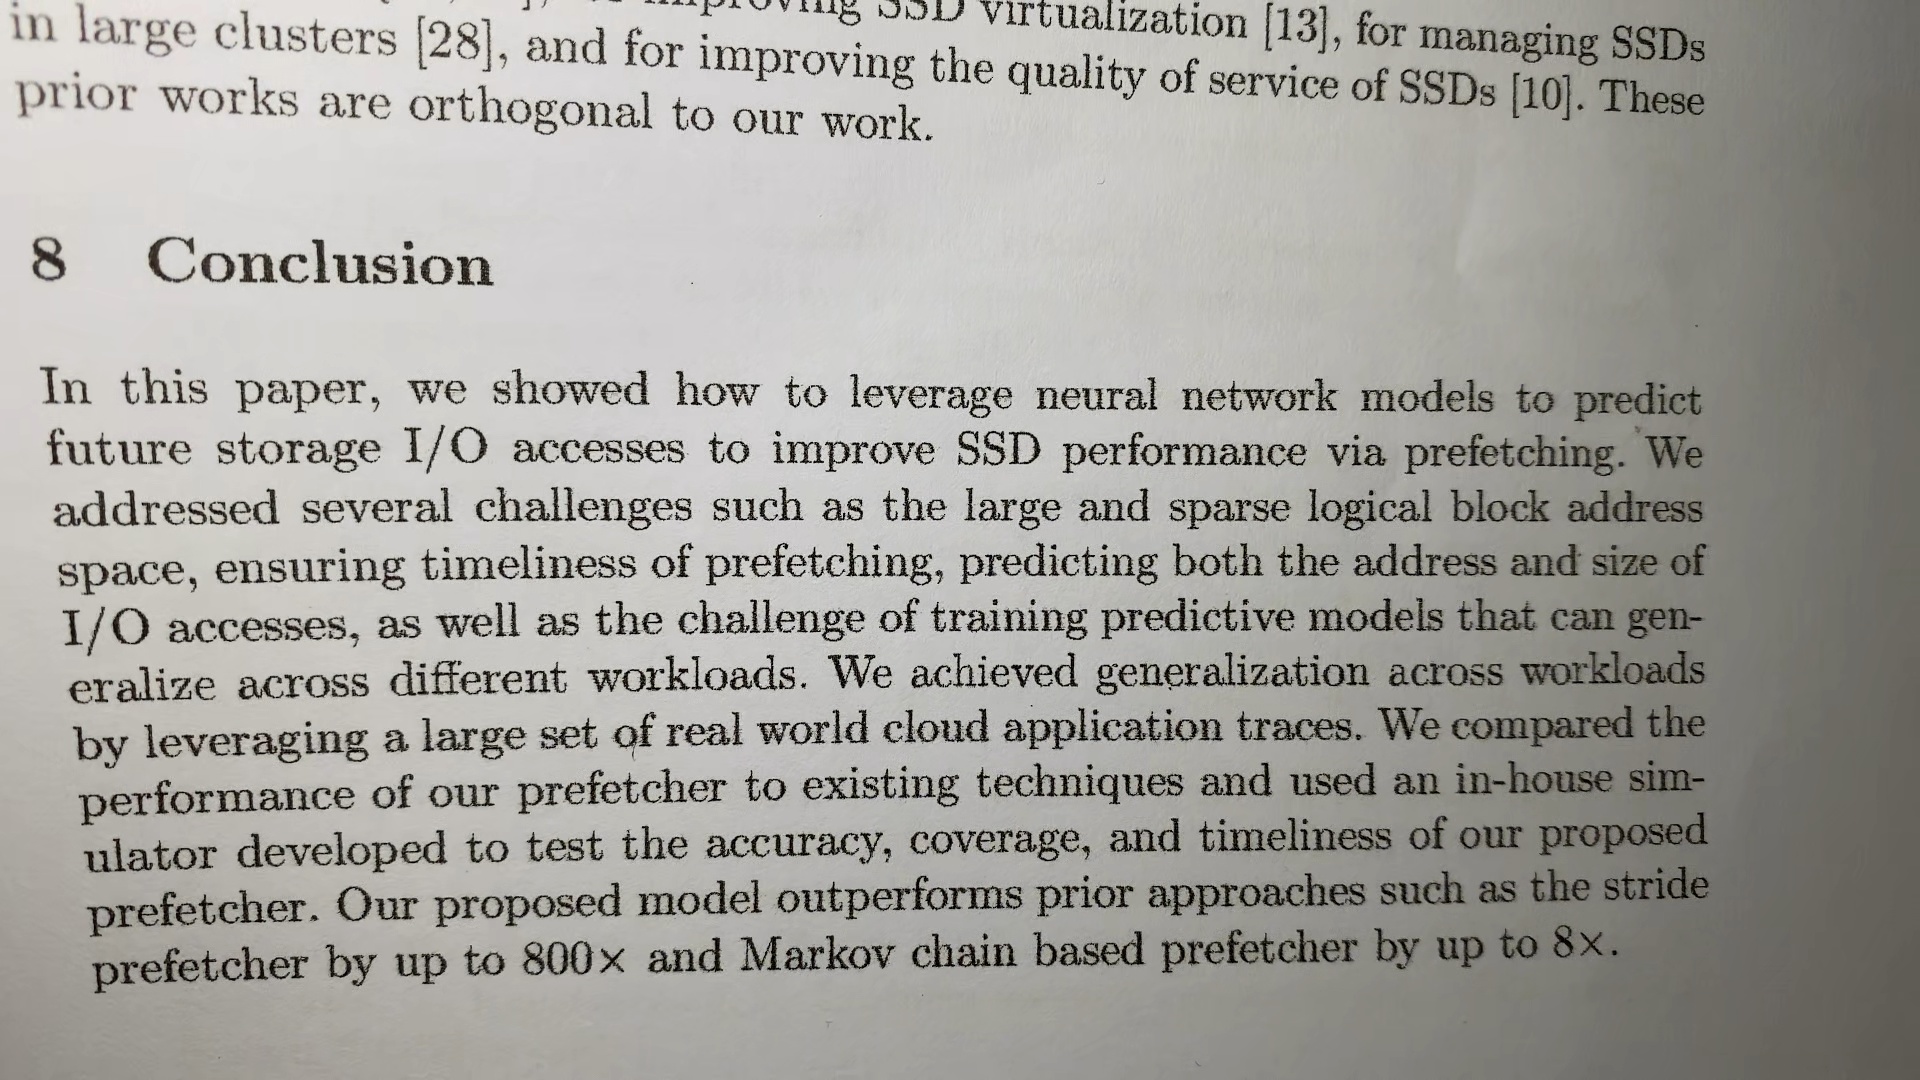 improving SSD virtualization [13], for managing SSDs
in large clusters [28], and for improving the quality of service of SSDs [10]. These
prior works are orthogonal to our work.
8 Conclusion
In this paper, we showed how to leverage neural network models to predict
future storage I/O accesses to improve SSD performance via prefetching. We
addressed several challenges such as the large and sparse logical block address
space, ensuring timeliness of prefetching, predicting both the address and size of
I/O accesses, as well as the challenge of training predictive models that can gen-
eralize across different workloads. We achieved generalization across workloads
by leveraging a large set of real world cloud application traces. We compared the
performance of our prefetcher to existing techniques and used an in-house sim-
ulator developed to test the accuracy, coverage, and timeliness of our proposed
prefetcher. Our proposed model outperforms prior approaches such as the stride
prefetcher by up to 800× and Markov chain based prefetcher by up to 8×.